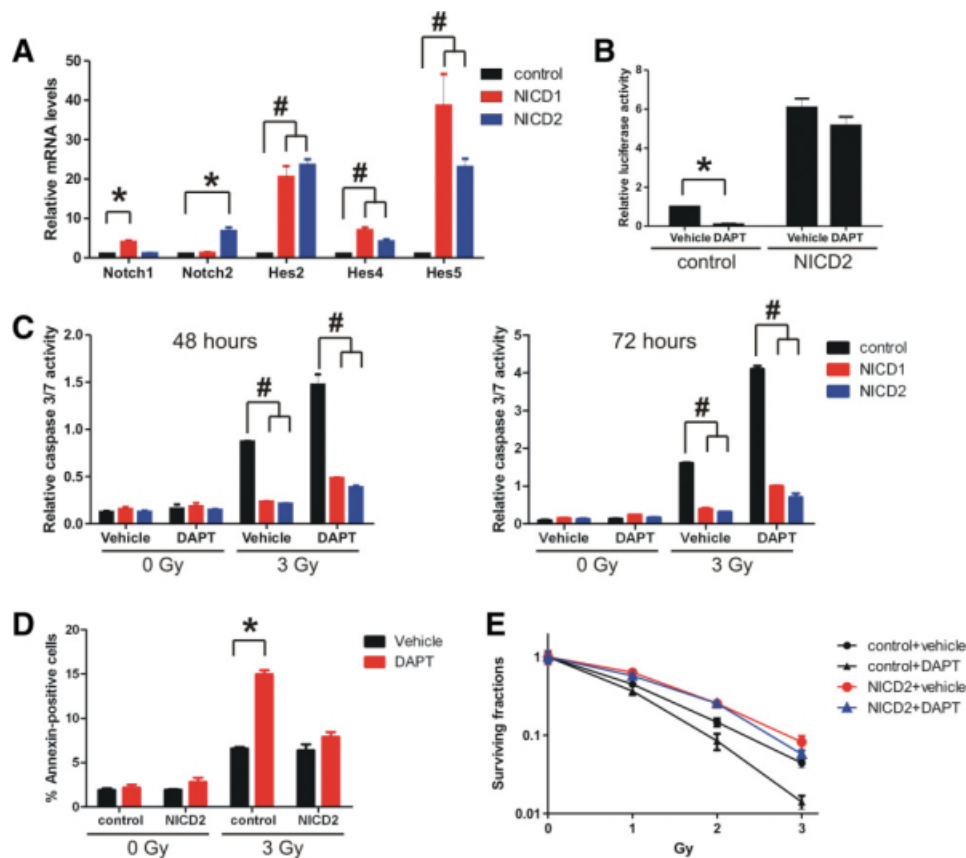 A
Relative mRNA levels
50
40
30
20
10
0
*
*
#
#
#
control
NICD1
NICD2
Notch1 Notch2 Hes2 Hes4 Hes5
B
Relative luciferase activity
8
6
4
2
0
*
Vehicle DAPT Vehicle DAPT
control NICD2
C
Relative caspase 3/7 activity
2.0
1.5
1.0
0.5
0.0
48 hours
#
#
Vehicle DAPT Vehicle DAPT
0 Gy 3 Gy
Relative caspase 3/7 activity
5
4
3
2
1
0
72 hours
#
#
control
NICD1
NICD2
Vehicle DAPT Vehicle DAPT
0 Gy 3 Gy
D
% Annexin-positive cells
20
15
10
5
0
*
Vehicle
DAPT
control NICD2 control NICD2
0 Gy 3 Gy
E
Surviving fractions
1
0.1
0.01
0 1 2 3
Gy
control+vehicle
control+DAPT
NICD2+vehicle
NICD2+DAPT